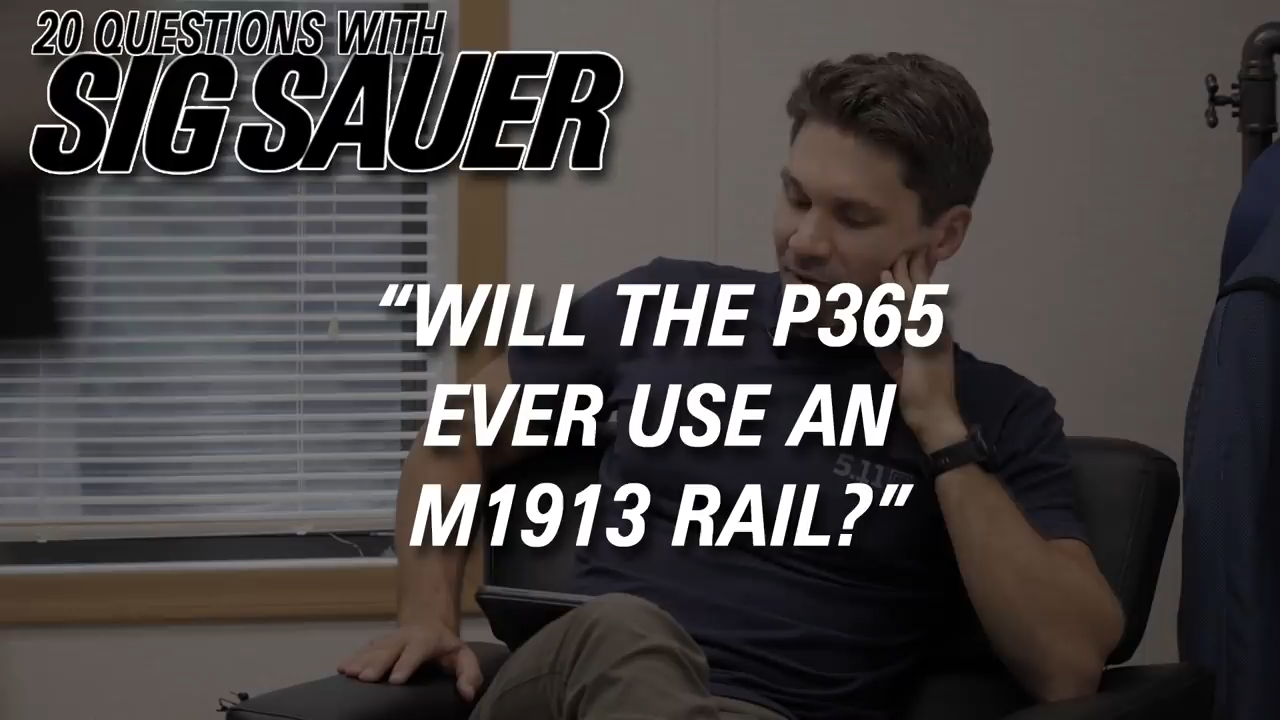 20 QUESTIONS WITH
SIG SAUER
“WILL THE P365
EVER USE AN
M1913 RAIL?”
5.11